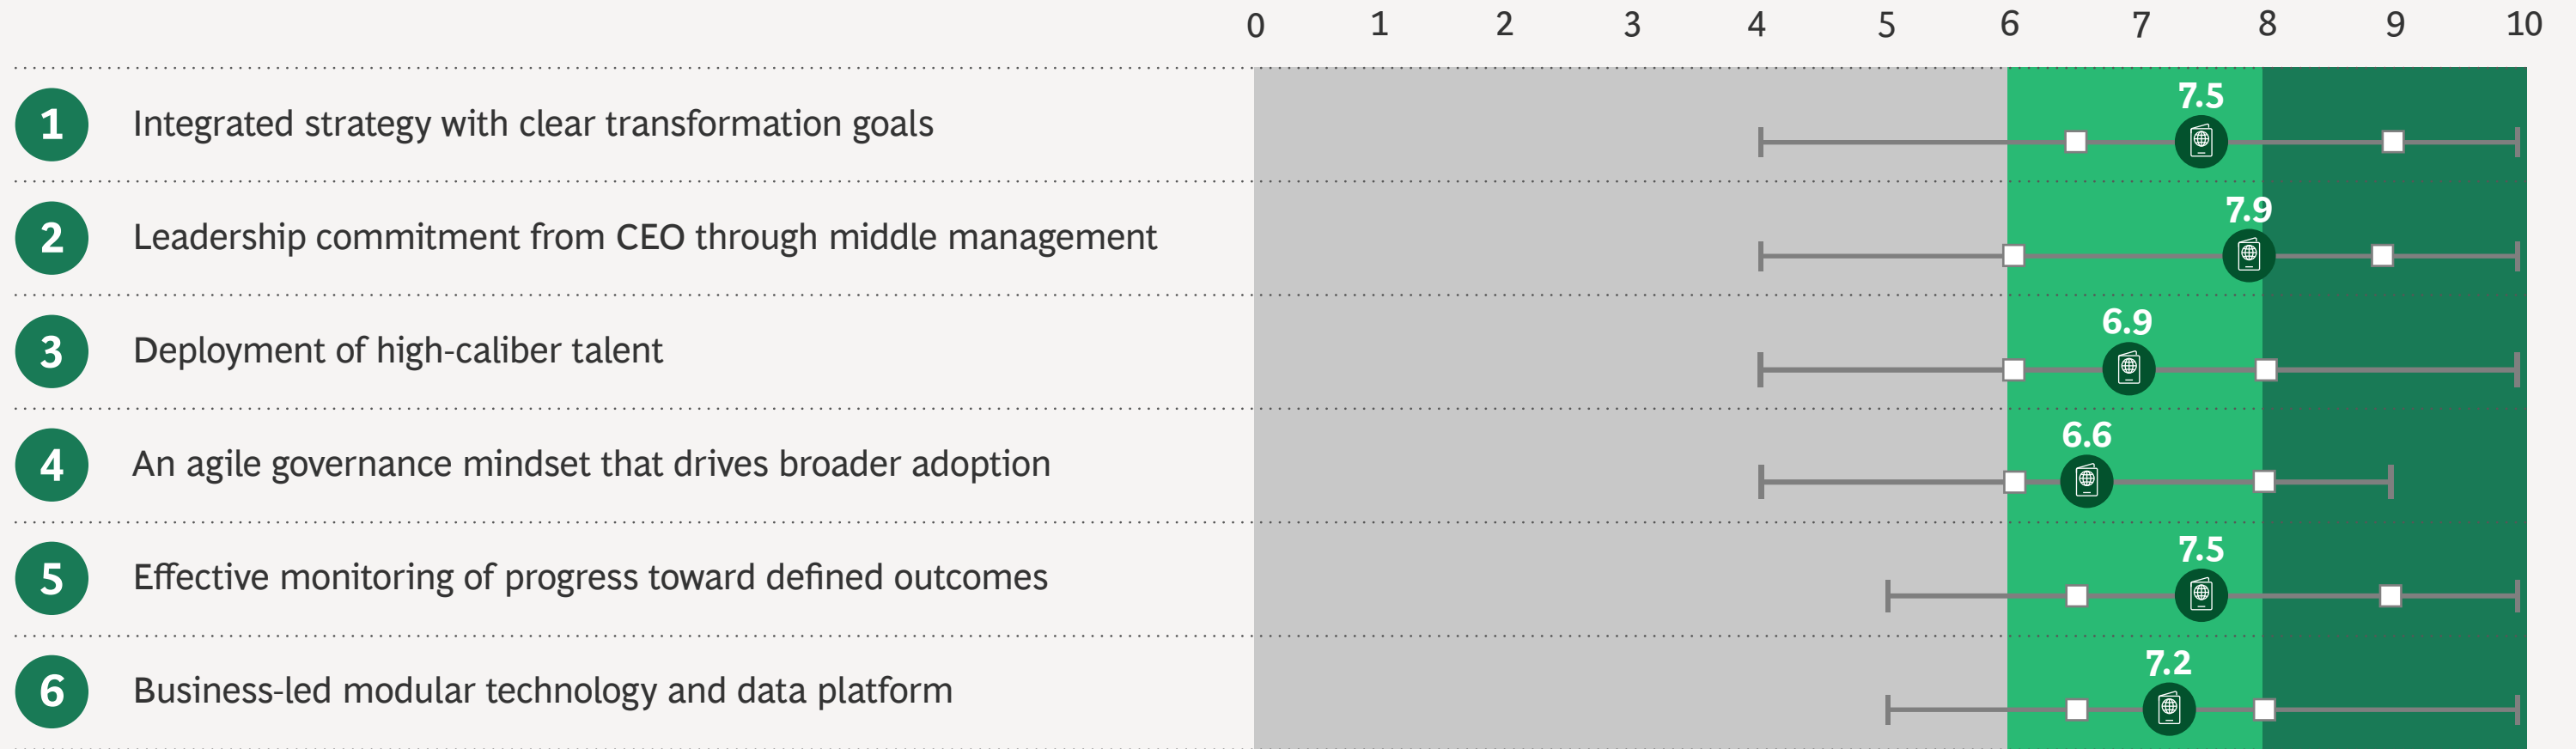 0 1 2 3 4 5 6 7 8 9 10
7.5
1 Integrated strategy with clear transformation goals
7.9
2 Leadership commitment from CEO through middle management
6.9
3 Deployment of high-caliber talent
6.6
4 An agile governance mindset that drives broader adoption
7.5
5 Effective monitoring of progress toward defined outcomes
7.2
6 Business-led modular technology and data platform